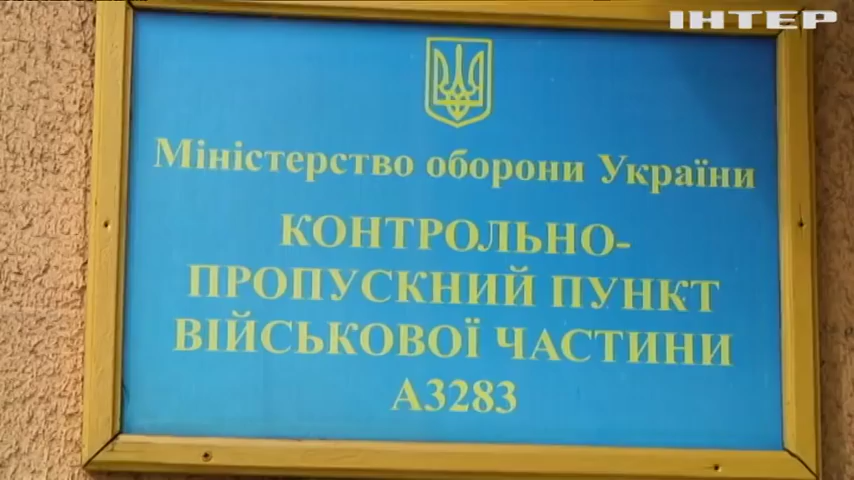 ІНТЕР
Міністерство оборони України
КОНТРОЛЬНО-
ПРОПУСКНИЙ ПУНКТ
ВІЙСЬКОВОЇ ЧАСТИНИ
А3283